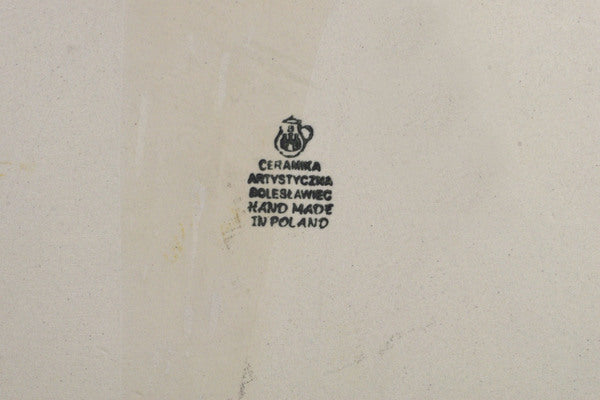 CERAMIKA
ARTYSTYCZNA
BOLESŁAWIEC
HAND MADE
IN POLAND